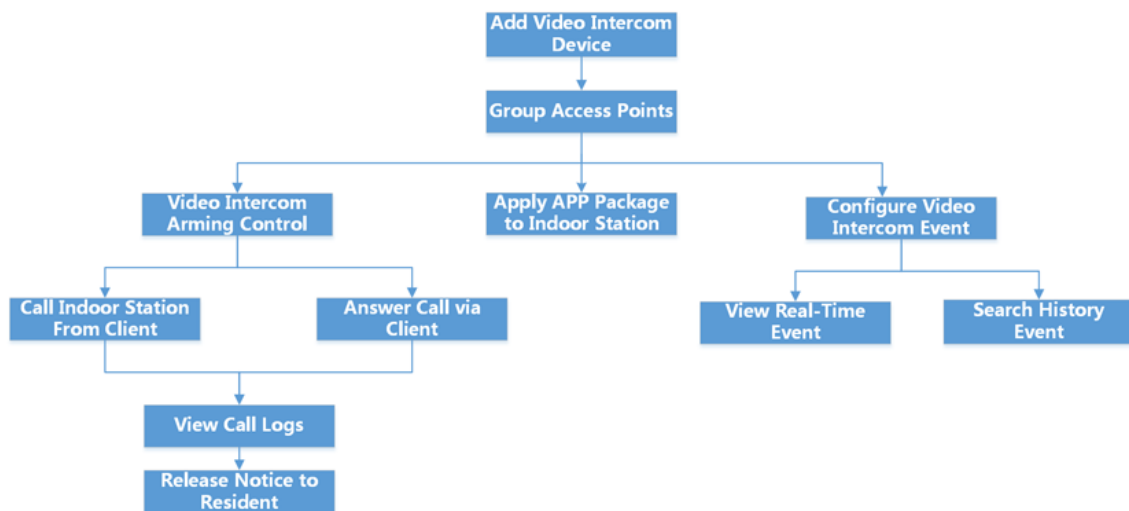 Add Video Intercom
Device
Group Access Points
Video Intercom
Arming Control
Apply APP Package
to Indoor Station
Configure Video
Intercom Event
Call Indoor Station
From Client
Answer Call via
Client
View Real-Time
Event
Search History
Event
View Call Logs
Release Notice to
Resident